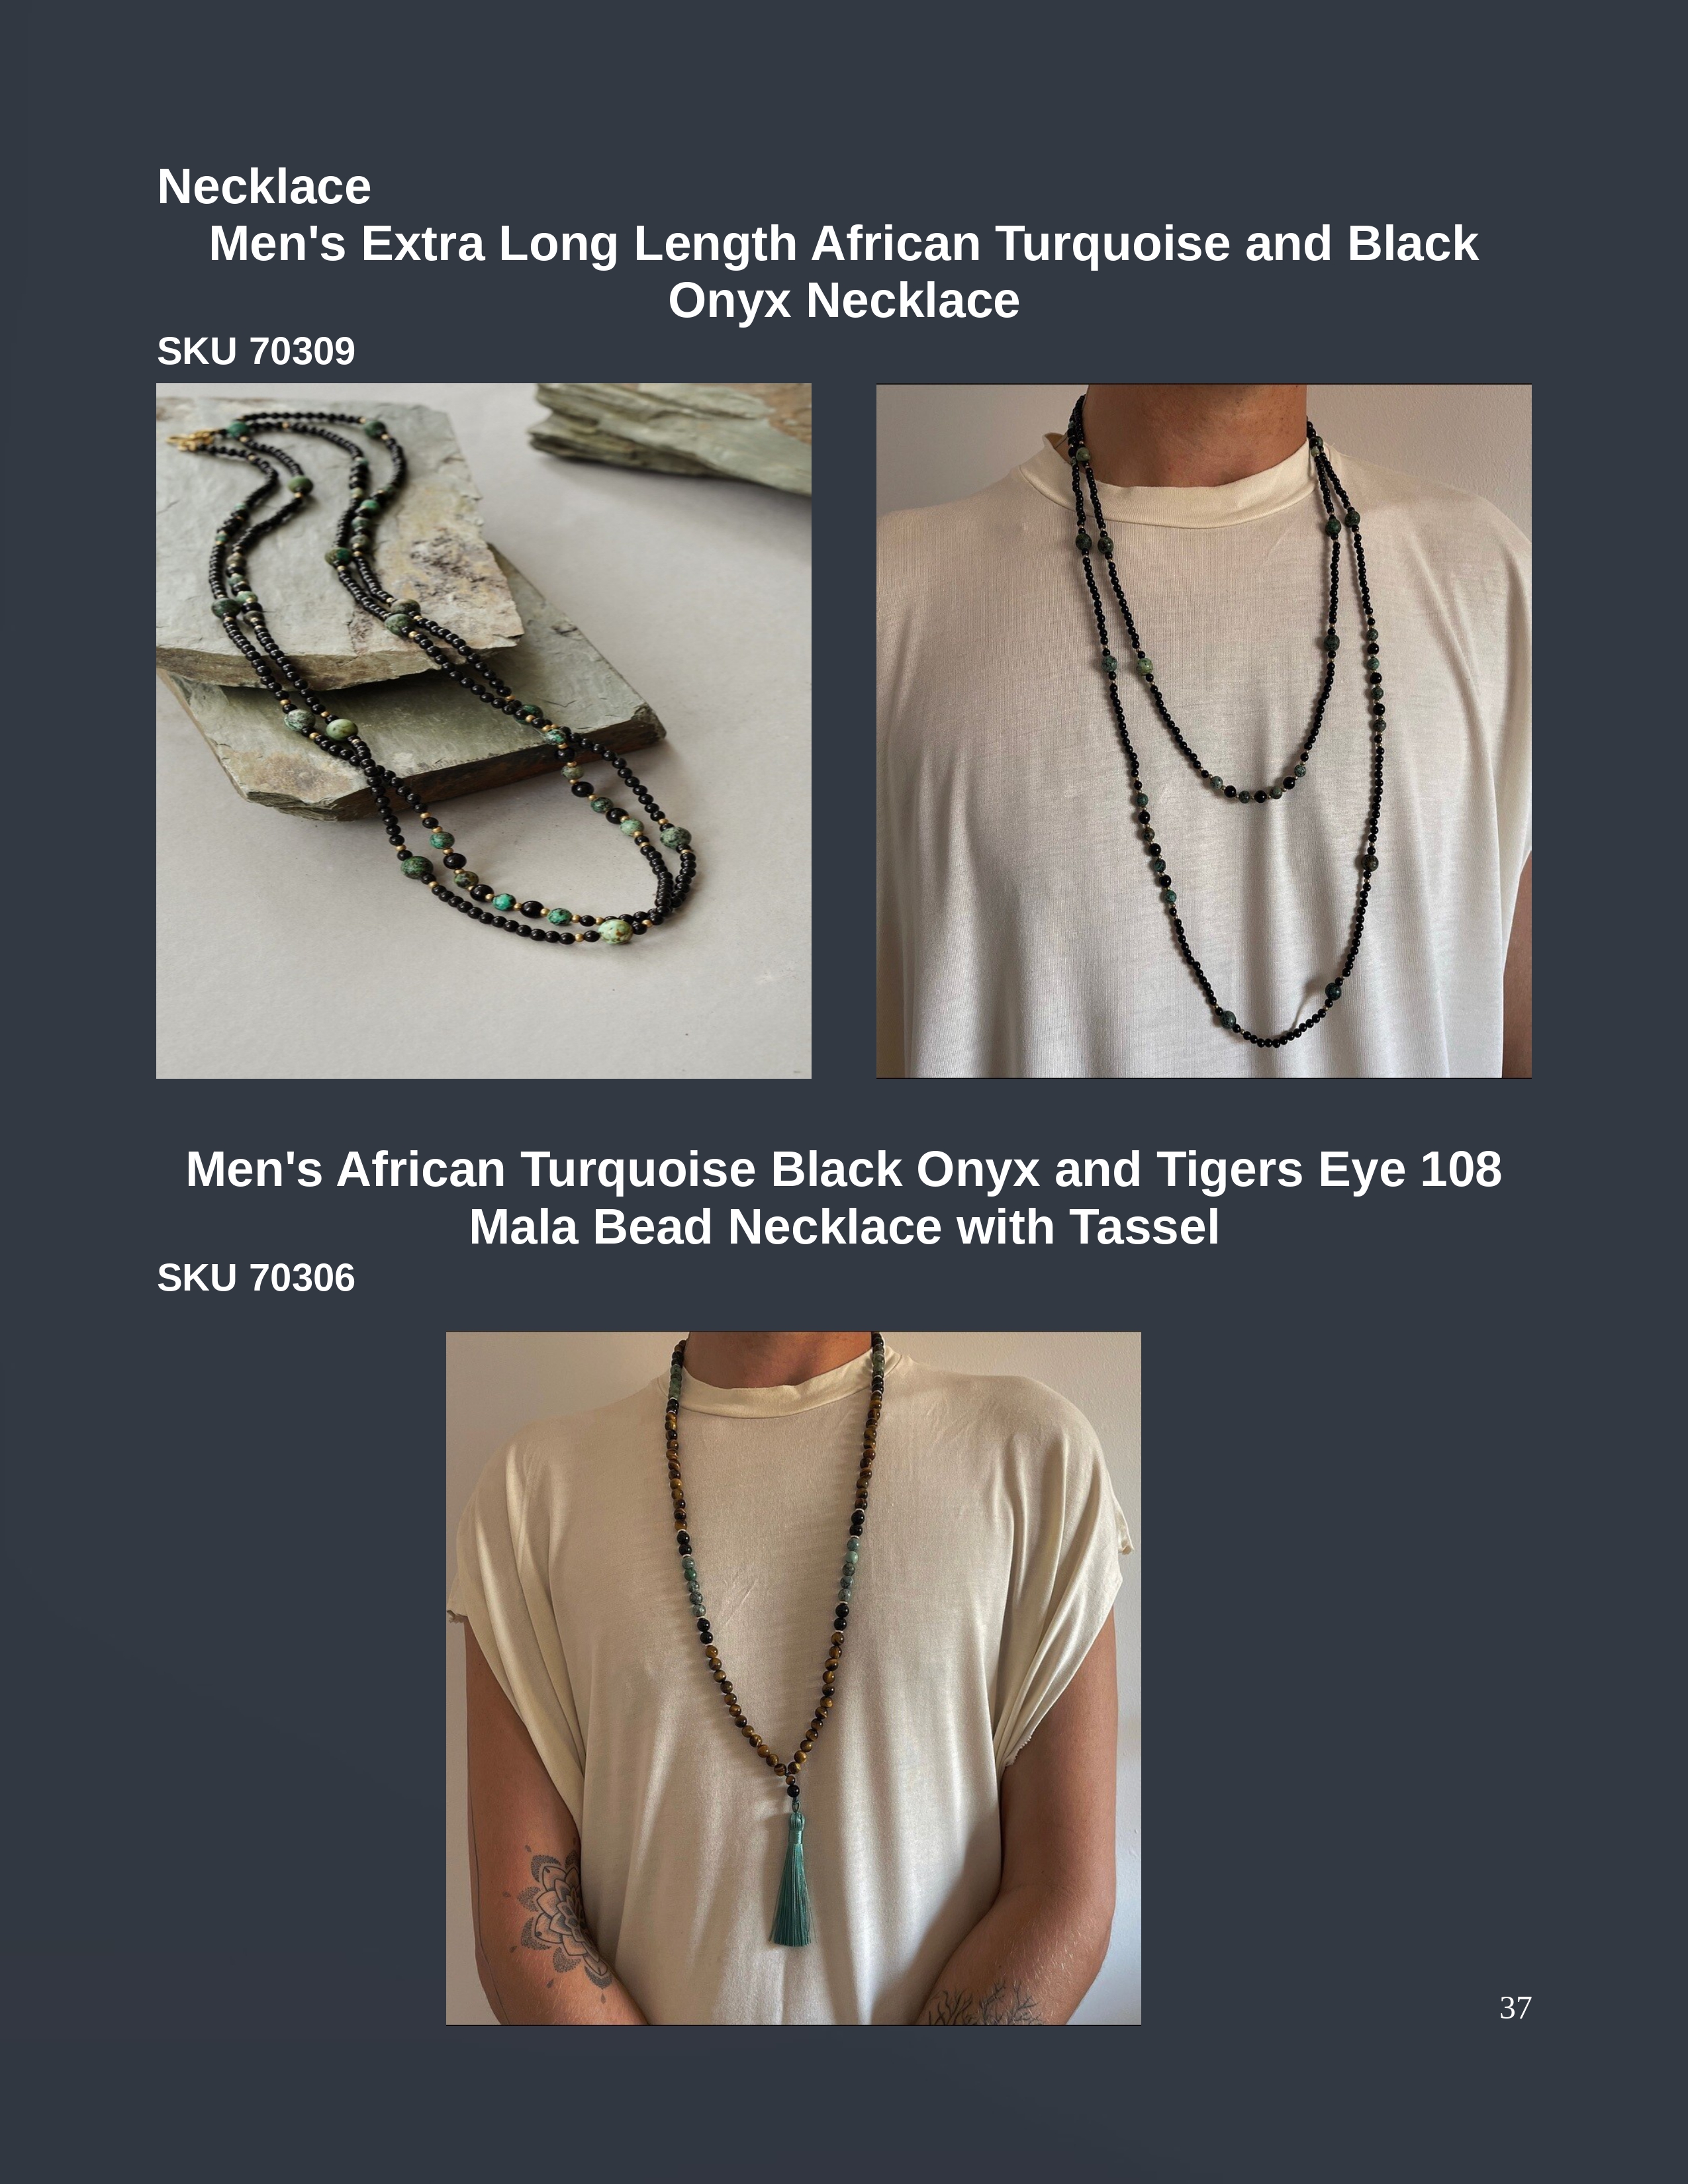 Necklace
Men's Extra Long Length African Turquoise and Black
Onyx Necklace
SKU 70309
Men's African Turquoise Black Onyx and Tigers Eye 108
Mala Bead Necklace with Tassel
SKU 70306
37